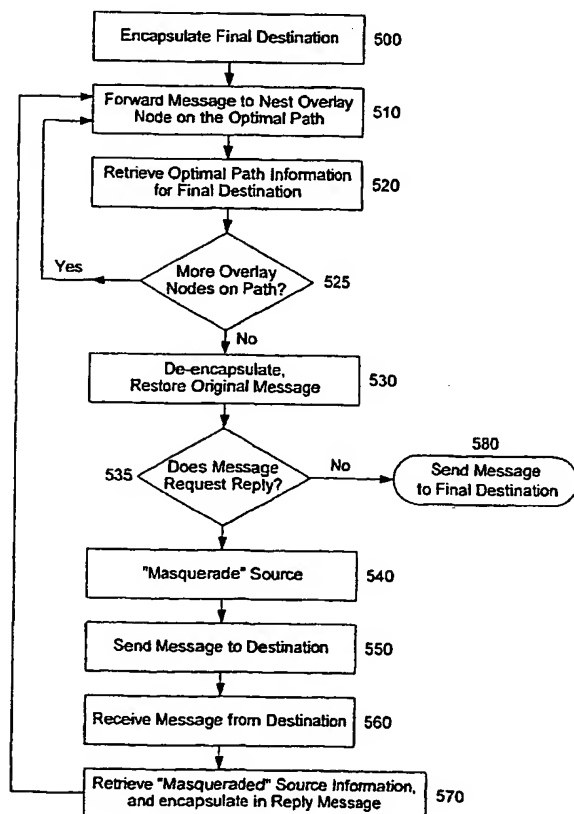 Encapsulate Final Destination 500
Forward Message to Nest Overlay
Node on the Optimal Path 510
Retrieve Optimal Path Information
for Final Destination 520
Yes
More Overlay
Nodes on Path? 525
No
De-encapsulate,
Restore Original Message 530
535 Does Message
Request Reply?
No
580
Send Message
to Final Destination
"Masquerade" Source 540
Send Message to Destination 550
Receive Message from Destination 560
Retrieve "Masqueraded" Source Information,
and encapsulate in Reply Message 570